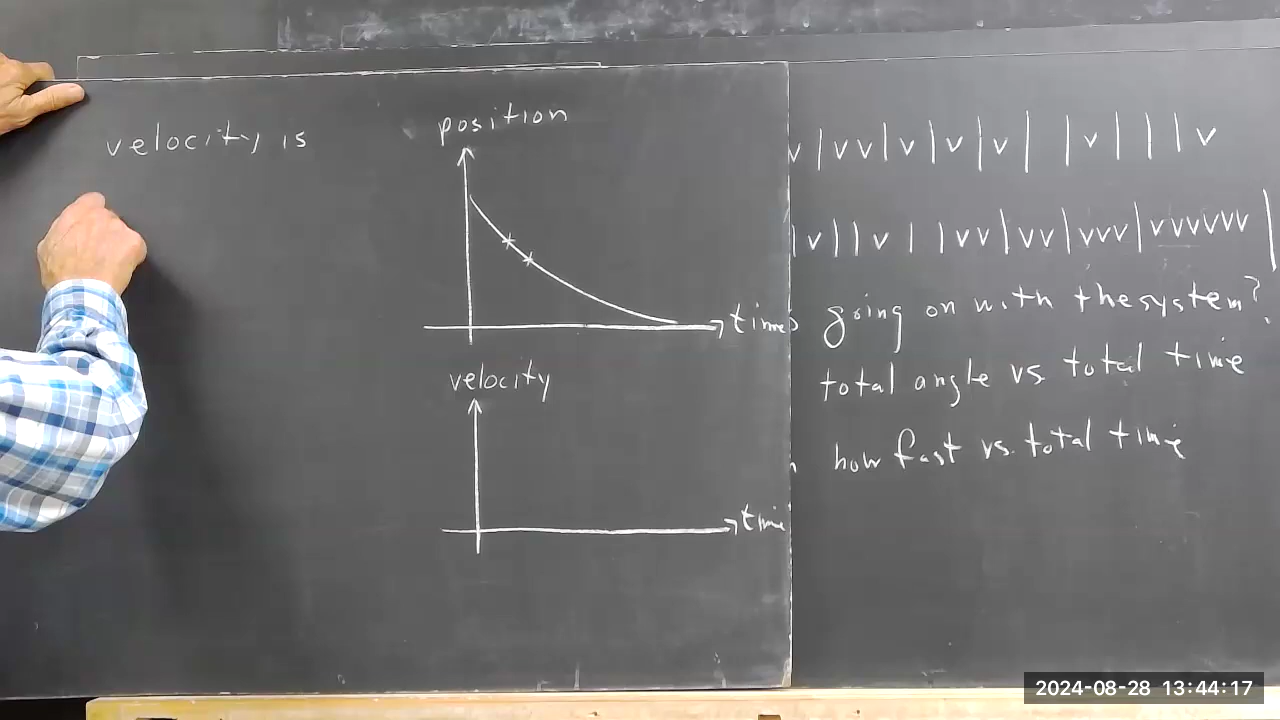 velocity is
position
time
velocity
time
v|vv|v|v|v| |v| | |v
|v||v| |vv|vv|vvv|vvvvvv|
going on with the system?
total angle vs. total time
how fast vs. total time
2024-08-28 13:44:17